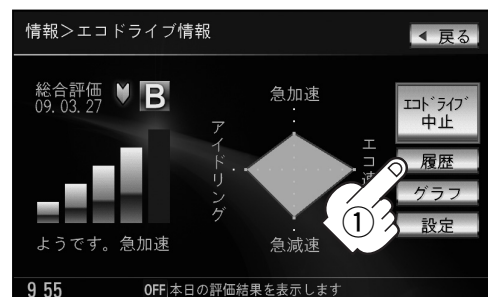 情報>エコドライブ情報
◀ 戻る
総合評価
09.03.27
B
急加速
アイドリング
エコ速
急減速
エコドライブ
中止
履歴
グラフ
設定
①
ようです。急加速
9 55
OFF
本日の評価結果を表示します